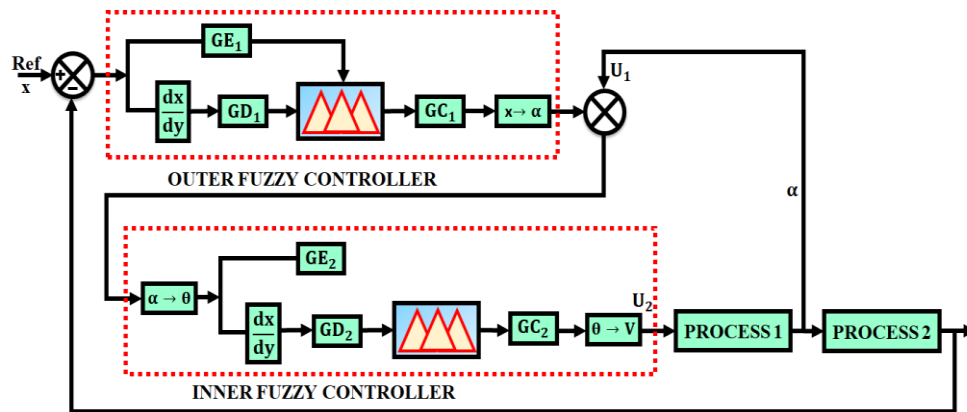 Ref
x
+
−
GE₁
dx
dy
GD₁
GC₁
x→ α
U₁
OUTER FUZZY CONTROLLER
α
α → θ
GE₂
dx
dy
GD₂
GC₂
θ → V
U₂
PROCESS 1
PROCESS 2
INNER FUZZY CONTROLLER